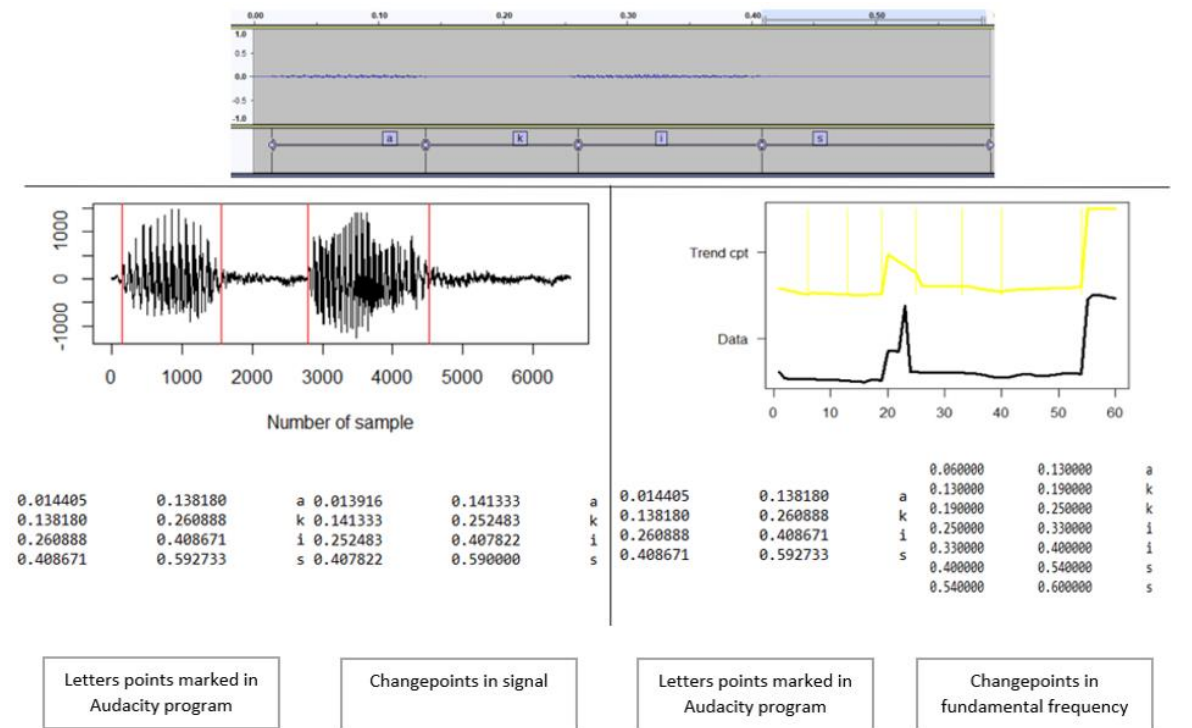 0.00 0.10 0.20 0.30 0.40 0.50
1.0
0.5
0.0
-0.5
-1.0
a k i s
1000
0
-1000
0 1000 2000 3000 4000 5000 6000
Number of sample
Trend cpt
Data
0 10 20 30 40 50 60
0.014405 0.138180 a 0.013916 0.141333 a
0.138180 0.260888 k 0.141333 0.252483 k
0.260888 0.408671 i 0.252483 0.407822 i
0.408671 0.592733 s 0.407822 0.590000 s
0.014405 0.138180 a
0.138180 0.260888 k
0.260888 0.408671 i
0.408671 0.592733 s
0.060000 0.130000 a
0.130000 0.190000 k
0.190000 0.250000 k
0.250000 0.330000 i
0.330000 0.400000 i
0.400000 0.540000 s
0.540000 0.600000 s
Letters points marked in
Audacity program
Changepoints in signal
Letters points marked in
Audacity program
Changepoints in
fundamental frequency